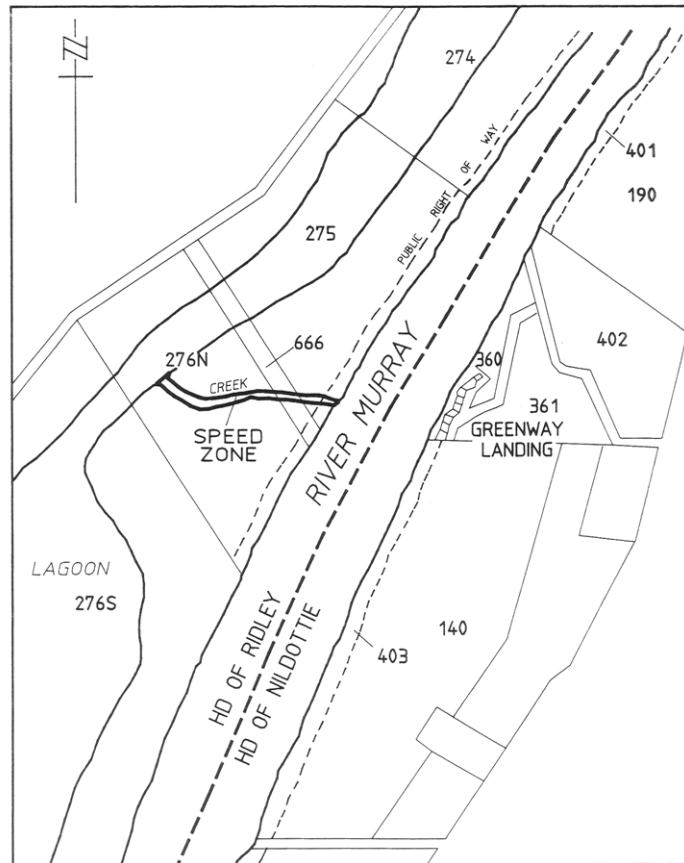 N
274
401
190
PUBLIC RIGHT OF WAY
275
402
666
276N
360
CREEK
361
SPEED
ZONE
GREENWAY
LANDING
RIVER MURRAY
LAGOON
276S
140
403
HD OF RIDLEY
HD OF NILDOTTIE